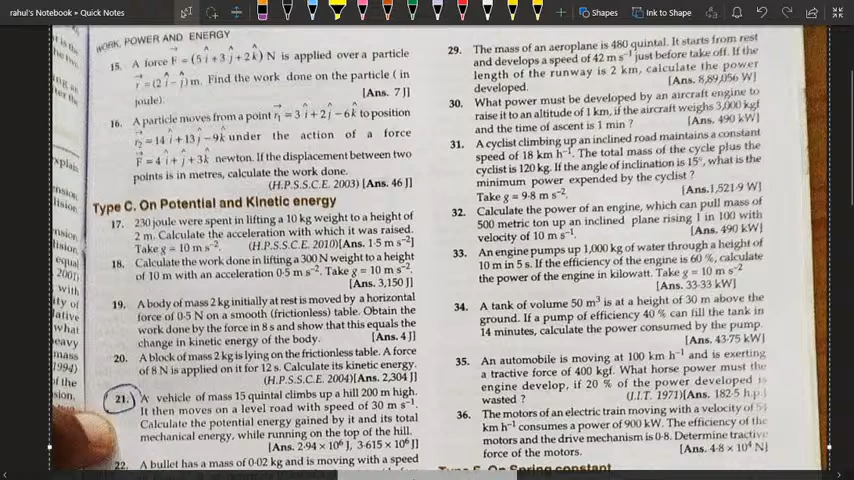 rahul's Notebook » Quick Notes
Shapes
Ink to Shape
WORK, POWER AND ENERGY
15. A force F⃗ = (5 î + 3 ĵ + 2 k̂) N is applied over a particle
r⃗ = (2 î – ĵ) m. Find the work done on the particle ( in
joule). [Ans. 7 J]
16. A particle moves from a point r⃗₁ = 3 î + 2 ĵ – 6 k̂ to position
r⃗₂ = 14 î + 13 ĵ – 9 k̂ under the action of a force
F⃗ = 4 î + ĵ + 3 k̂ newton. If the displacement between two
points is in metres, calculate the work done.
(H.P.S.S.C.E. 2003) [Ans. 46 J]
Type C. On Potential and Kinetic energy
17. 230 joule were spent in lifting a 10 kg weight to a height of
2 m. Calculate the acceleration with which it was raised.
Take g = 10 m s⁻². (H.P.S.S.C.E. 2010)[Ans. 1·5 m s⁻²]
18. Calculate the work done in lifting a 300 N weight to a height
of 10 m with an acceleration 0·5 m s⁻². Take g = 10 m s⁻².
[Ans. 3,150 J]
19. A body of mass 2 kg initially at rest is moved by a horizontal
force of 0·5 N on a smooth (frictionless) table. Obtain the
work done by the force in 8 s and show that this equals the
change in kinetic energy of the body. [Ans. 4 J]
20. A block of mass 2 kg is lying on the frictionless table. A force
of 8 N is applied on it for 12 s. Calculate its kinetic energy.
(H.P.S.S.C.E. 2004)[Ans. 2,304 J]
21. A vehicle of mass 15 quintal climbs up a hill 200 m high.
It then moves on a level road with speed of 30 m s⁻¹.
Calculate the potential energy gained by it and its total
mechanical energy, while running on the top of the hill.
[Ans. 2·94 × 10⁶ J, 3·615 × 10⁶ J]
22. A bullet has a mass of 0·02 kg and is moving with a speed
29. The mass of an aeroplane is 480 quintal. It starts from rest
and develops a speed of 42 m s⁻¹ just before take off. If the
length of the runway is 2 km, calculate the power
developed. [Ans. 8,89,056 W]
30. What power must be developed by an aircraft engine to
raise it to an altitude of 1 km, if the aircraft weighs 3,000 kgf
and the time of ascent is 1 min ? [Ans. 490 kW]
31. A cyclist climbing up an inclined road maintains a constant
speed of 18 km h⁻¹. The total mass of the cycle plus the
cyclist is 120 kg. If the angle of inclination is 15°, what is the
minimum power expended by the cyclist ?
Take g = 9·8 m s⁻². [Ans.1,521·9 W]
32. Calculate the power of an engine, which can pull mass of
500 metric ton up an inclined plane rising 1 in 100 with
velocity of 10 m s⁻¹. [Ans. 490 kW]
33. An engine pumps up 1,000 kg of water through a height of
10 m in 5 s. If the efficiency of the engine is 60 %, calculate
the power of the engine in kilowatt. Take g = 10 m s⁻²
[Ans. 33·33 kW]
34. A tank of volume 50 m³ is at a height of 30 m above the
ground. If a pump of efficiency 40 % can fill the tank in
14 minutes, calculate the power consumed by the pump.
[Ans. 43·75 kW]
35. An automobile is moving at 100 km h⁻¹ and is exerting
a tractive force of 400 kgf. What horse power must the
engine develop, if 20 % of the power developed is
wasted ? (I.I.T. 1971)[Ans. 182·5 h.p.]
36. The motors of an electric train moving with a velocity of
km h⁻¹ consumes a power of 900 kW. The efficiency of the
motors and the drive mechanism is 0·8. Determine tractive
force of the motors. [Ans. 4·8 × 10⁴ N]
Type E. On Spring constant